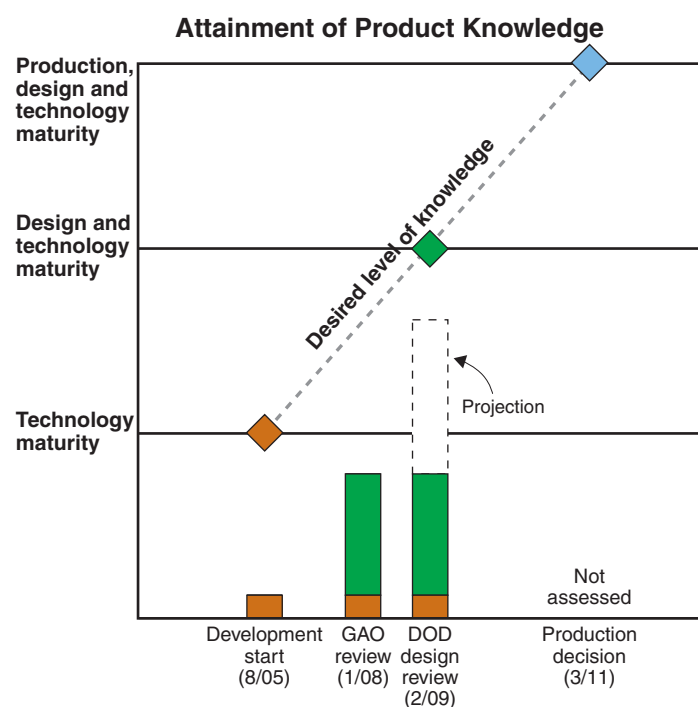 Attainment of Product Knowledge
Production,
design and
technology
maturity
Design and
technology
maturity
Desired level of knowledge
Projection
Technology
maturity
Not
assessed
Development
start
(8/05)
GAO
review
(1/08)
DOD
design
review
(2/09)
Production
decision
(3/11)